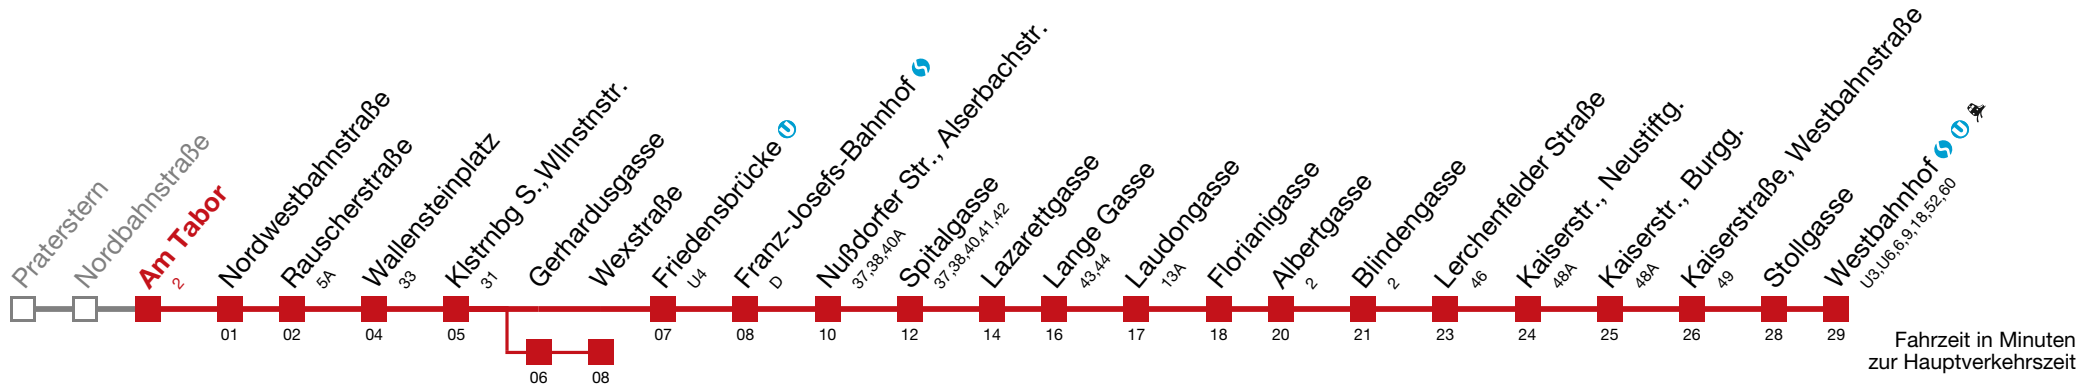 Praterstern
Nordbahnstraße
Am Tabor
2
Nordwestbahnstraße
Rauscherstraße
5A
Wallensteinplatz
33
Klstrnbg S., Wllnstnstr.
31
Gerhardusgasse
Wexstraße
Friedensbrücke
U4
Franz-Josefs-Bahnhof
D
Nußdorfer Str., Alserbachstr.
37,38,40A
Spitalgasse
37,38,40,41,42
Lazarettgasse
Lange Gasse
43,44
Laudongasse
13A
Florianigasse
Albertgasse
2
Blindengasse
2
Lerchenfelder Straße
46
Kaiserstr., Neustiftg.
48A
Kaiserstr., Burgg.
48A
Kaiserstraße, Westbahnstraße
49
Stollgasse
Westbahnhof
U3,U6,6,9,18,52,60
01 02 04 05 07 08 10 12 14 16 17 18 20 21 23 24 25 26 28 29
06 08
Fahrzeit in Minuten
zur Hauptverkehrszeit